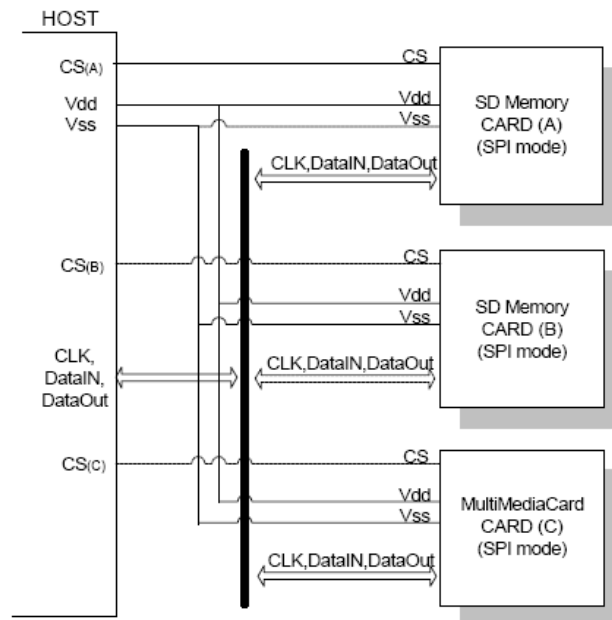 HOST
CS(A)
Vdd
Vss
CS
Vdd
Vss
SD Memory
CARD (A)
(SPI mode)
CLK,DataIN,DataOut
CS(B)
CS
Vdd
Vss
SD Memory
CARD (B)
(SPI mode)
CLK,
DataIN,
DataOut
CLK,DataIN,DataOut
CS(C)
CS
Vdd
Vss
MultiMediaCard
CARD (C)
(SPI mode)
CLK,DataIN,DataOut